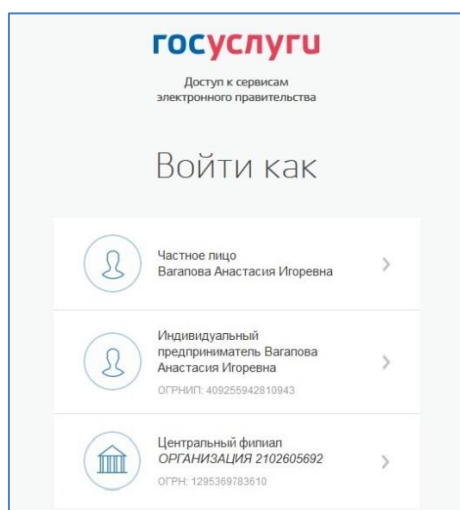 госуслуги
Доступ к сервисам
электронного правительства
Войти как
Частное лицо
Вагапова Анастасия Игоревна
Индивидуальный
предприниматель Вагапова
Анастасия Игоревна
ОГРНИП: 409255942810943
Центральный филиал
ОРГАНИЗАЦИЯ 2102605692
ОГРН: 1295369783610